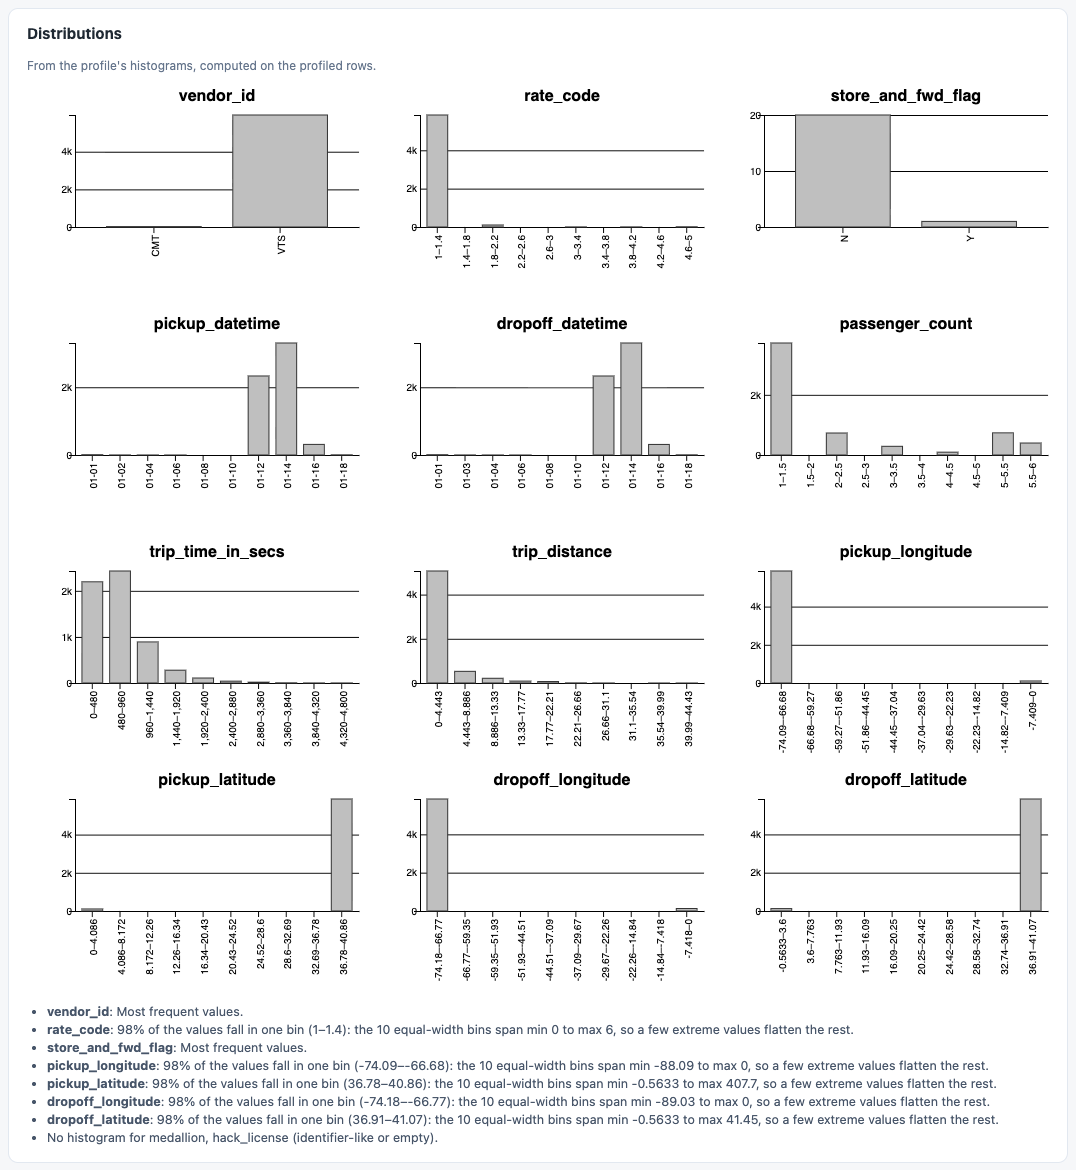 Distributions
From the profile's histograms, computed on the profiled rows.
vendor_id
4k
2k
0
CMT
VTS
rate_code
4k
2k
0
1–1.4
1.4–1.8
1.8–2.2
2.2–2.6
2.6–3
3–3.4
3.4–3.8
3.8–4.2
4.2–4.6
4.6–5
store_and_fwd_flag
20
10
0
N
Y
pickup_datetime
2k
0
01-01
01-02
01-04
01-06
01-08
01-10
01-12
01-14
01-16
01-18
dropoff_datetime
2k
0
01-01
01-03
01-04
01-06
01-08
01-10
01-12
01-14
01-16
01-18
passenger_count
2k
0
1–1.5
1.5–2
2–2.5
2.5–3
3–3.5
3.5–4
4–4.5
4.5–5
5–5.5
5.5–6
trip_time_in_secs
2k
1k
0
0–480
480–960
960–1,440
1,440–1,920
1,920–2,400
2,400–2,880
2,880–3,360
3,360–3,840
3,840–4,320
4,320–4,800
trip_distance
4k
2k
0
0–4.443
4.443–8.886
8.886–13.33
13.33–17.77
17.77–22.21
22.21–26.66
26.66–31.1
31.1–35.54
35.54–39.99
39.99–44.43
pickup_longitude
4k
2k
0
-74.09–-66.68
-66.68–-59.27
-59.27–-51.86
-51.86–-44.45
-44.45–-37.04
-37.04–-29.63
-29.63–-22.23
-22.23–-14.82
-14.82–-7.409
-7.409–0
pickup_latitude
4k
2k
0
0–4.086
4.086–8.172
8.172–12.26
12.26–16.34
16.34–20.43
20.43–24.52
24.52–28.6
28.6–32.69
32.69–36.78
36.78–40.86
dropoff_longitude
4k
2k
0
-74.18–-66.77
-66.77–-59.35
-59.35–-51.93
-51.93–-44.51
-44.51–-37.09
-37.09–-29.67
-29.67–-22.26
-22.26–-14.84
-14.84–-7.418
-7.418–0
dropoff_latitude
4k
2k
0
-0.5633–3.6
3.6–7.763
7.763–11.93
11.93–16.09
16.09–20.25
20.25–24.42
24.42–28.58
28.58–32.74
32.74–36.91
36.91–41.07
• vendor_id: Most frequent values.
• rate_code: 98% of the values fall in one bin (1–1.4): the 10 equal-width bins span min 0 to max 6, so a few extreme values flatten the rest.
• store_and_fwd_flag: Most frequent values.
• pickup_longitude: 98% of the values fall in one bin (-74.09–-66.68): the 10 equal-width bins span min -88.09 to max 0, so a few extreme values flatten the rest.
• pickup_latitude: 98% of the values fall in one bin (36.78–40.86): the 10 equal-width bins span min -0.5633 to max 407.7, so a few extreme values flatten the rest.
• dropoff_longitude: 98% of the values fall in one bin (-74.18–-66.77): the 10 equal-width bins span min -89.03 to max 0, so a few extreme values flatten the rest.
• dropoff_latitude: 98% of the values fall in one bin (36.91–41.07): the 10 equal-width bins span min -0.5633 to max 41.45, so a few extreme values flatten the rest.
• No histogram for medallion, hack_license (identifier-like or empty).